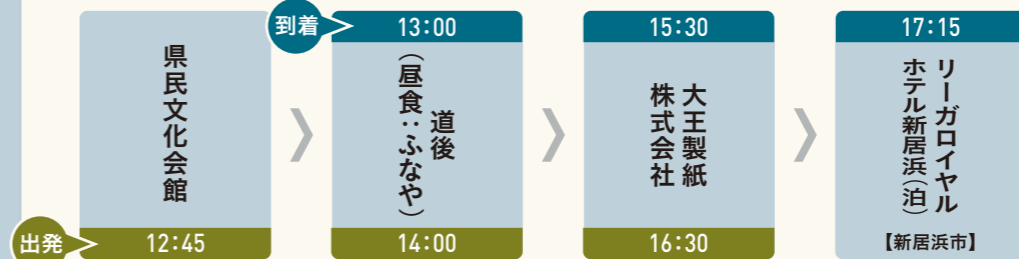 到着
出発
県民文化会館
12:45
13:00
道後
(昼食:ふなや)
14:00
15:30
大王製紙
株式会社
16:30
17:15
リーガロイヤル
ホテル新居浜(泊)
【新居浜市】